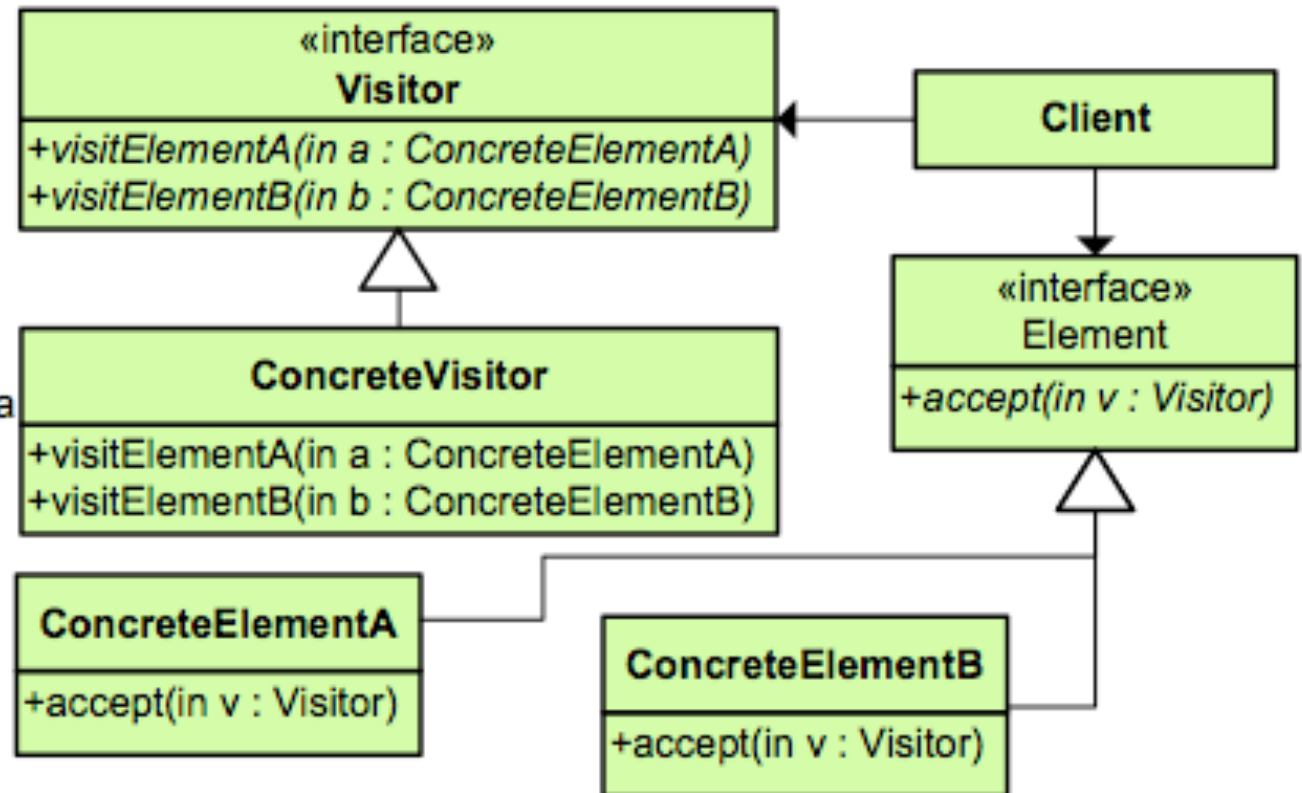 «interface»
Visitor
+visitElementA(in a : ConcreteElementA)
+visitElementB(in b : ConcreteElementB)
Client
«interface»
Element
+accept(in v : Visitor)
a
ConcreteVisitor
+visitElementA(in a : ConcreteElementA)
+visitElementB(in b : ConcreteElementB)
ConcreteElementA
+accept(in v : Visitor)
ConcreteElementB
+accept(in v : Visitor)